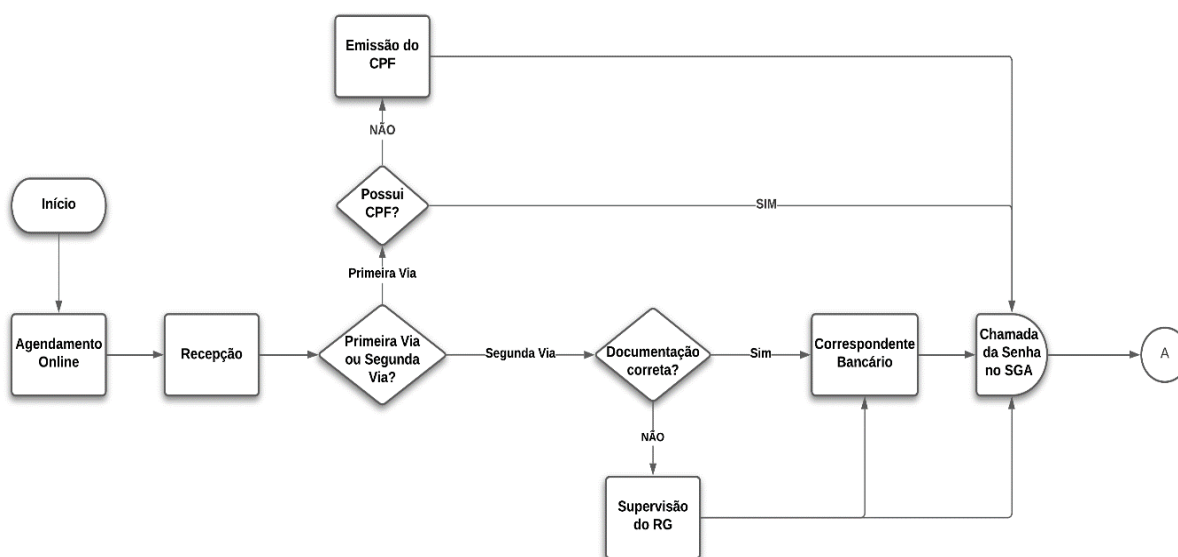 Emissão do
CPF
NÃO
Possui
CPF?
SIM
Início
Primeira Via
Agendamento
Online
Recepção
Primeira Via
ou Segunda
Via?
Segunda Via
Documentação
correta?
Sim
Correspondente
Bancário
Chamada
da Senha
no SGA
A
NÃO
Supervisão
do RG